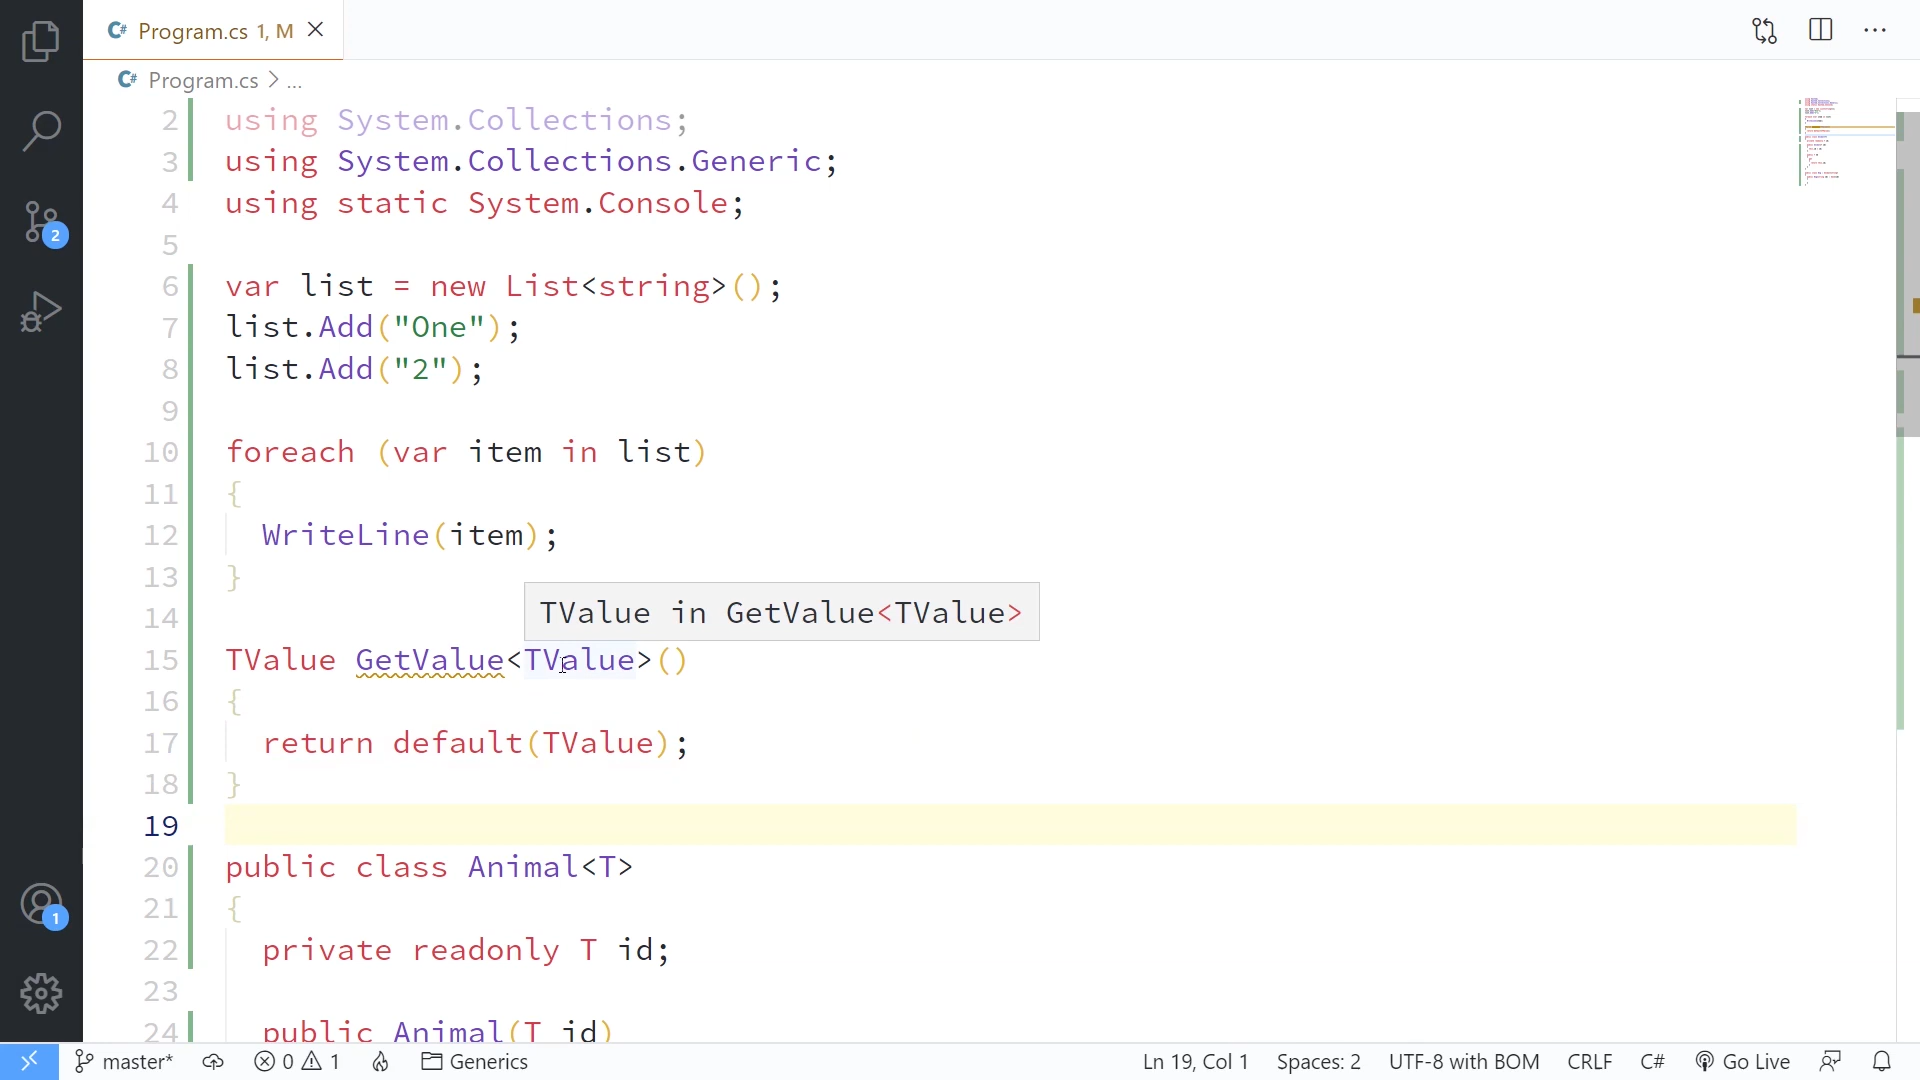 C# Program.cs 1, M
C# Program.cs > ...
2 using System.Collections;
3 using System.Collections.Generic;
4 using static System.Console;
5
6 var list = new List<string>();
7 list.Add("One");
8 list.Add("2");
9
10 foreach (var item in list)
11 {
12 WriteLine(item);
13 }
14
TValue in GetValue<TValue>
15 TValue GetValue<TValue>()
16 {
17 return default(TValue);
18 }
19
20 public class Animal<T>
21 {
22 private readonly T id;
23
24 public Animal(T id)
2
1
master* 0 1 Generics Ln 19, Col 1 Spaces: 2 UTF-8 with BOM CRLF C# Go Live